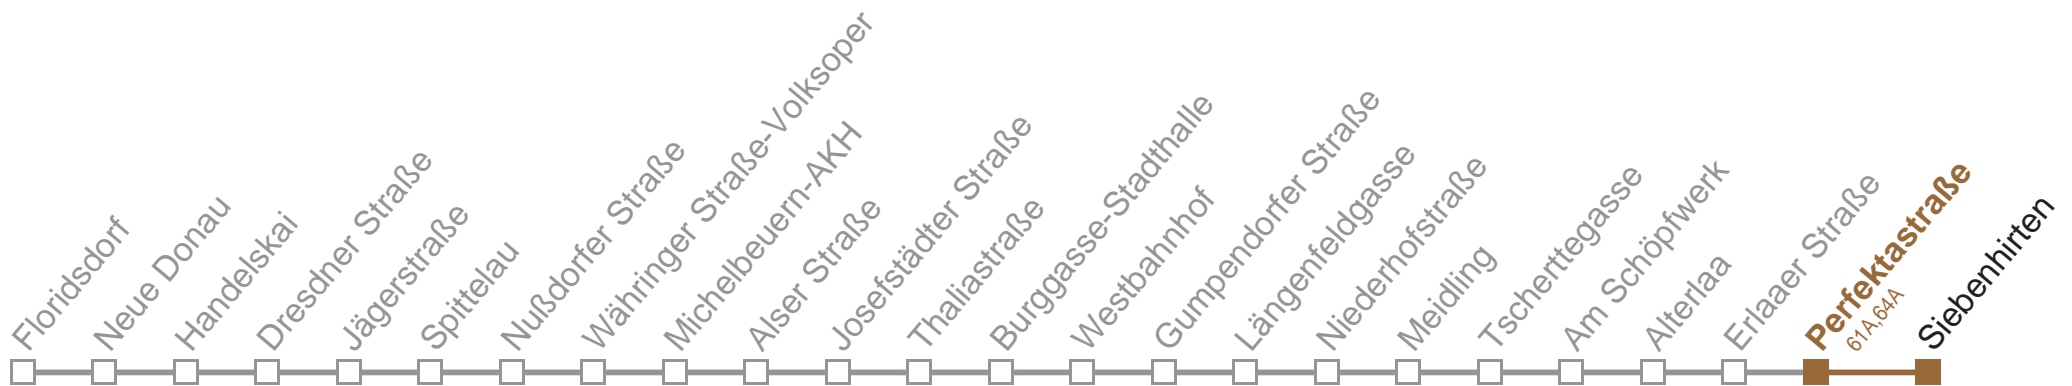 Floridsdorf
Neue Donau
Handelskai
Dresdner Straße
Jägerstraße
Spittelau
Nußdorfer Straße
Währinger Straße-Volksoper
Michelbeuern-AKH
Alser Straße
Josefstädter Straße
Thaliastraße
Burggasse-Stadthalle
Westbahnhof
Gumpendorfer Straße
Längenfeldgasse
Niederhofstraße
Meidling
Tscherttegasse
Am Schöpfwerk
Alterlaa
Erlaaer Straße
Perfektastraße
61A,64A
Siebenhirten